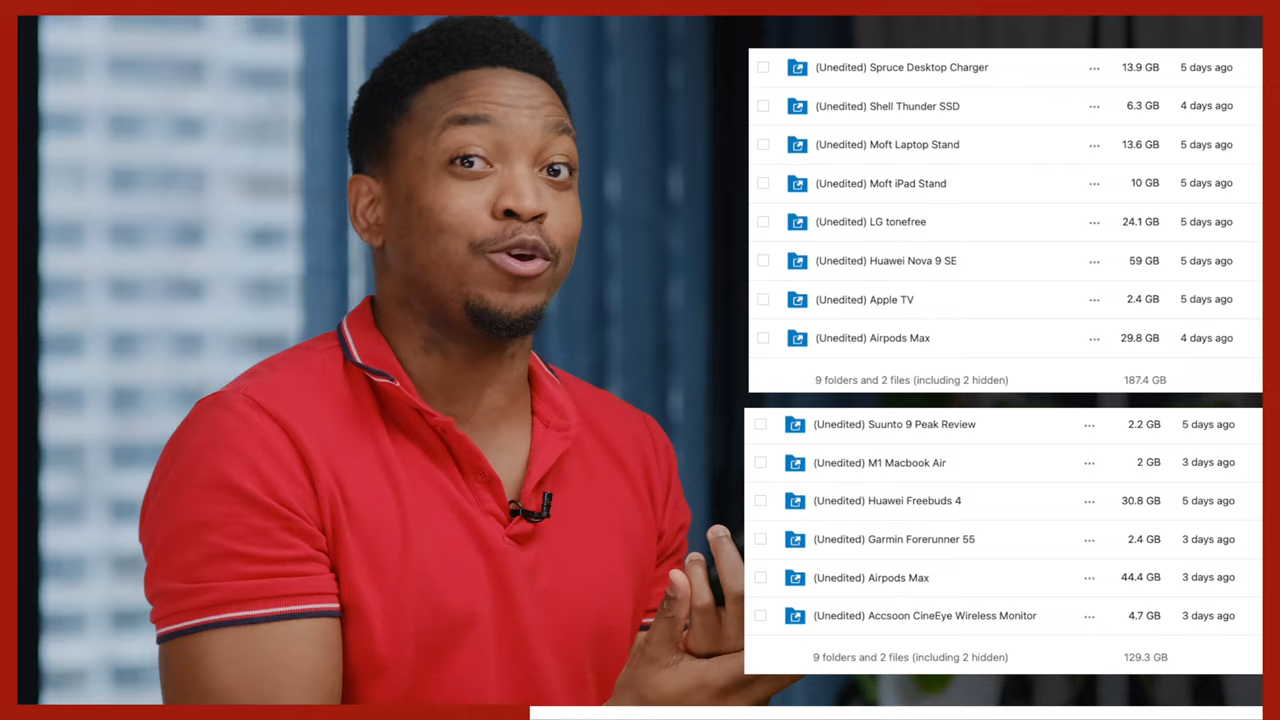 (Unedited) Spruce Desktop Charger ... 13.9 GB 5 days ago
(Unedited) Shell Thunder SSD ... 6.3 GB 4 days ago
(Unedited) Moft Laptop Stand ... 13.6 GB 5 days ago
(Unedited) Moft iPad Stand ... 10 GB 5 days ago
(Unedited) LG tonefree ... 24.1 GB 5 days ago
(Unedited) Huawei Nova 9 SE ... 59 GB 5 days ago
(Unedited) Apple TV ... 2.4 GB 5 days ago
(Unedited) Airpods Max ... 29.8 GB 4 days ago
9 folders and 2 files (including 2 hidden) 187.4 GB
(Unedited) Suunto 9 Peak Review ... 2.2 GB 5 days ago
(Unedited) M1 Macbook Air ... 2 GB 3 days ago
(Unedited) Huawei Freebuds 4 ... 30.8 GB 5 days ago
(Unedited) Garmin Forerunner 55 ... 2.4 GB 3 days ago
(Unedited) Airpods Max ... 44.4 GB 3 days ago
(Unedited) Accsoon CineEye Wireless Monitor ... 4.7 GB 3 days ago
9 folders and 2 files (including 2 hidden) 129.3 GB